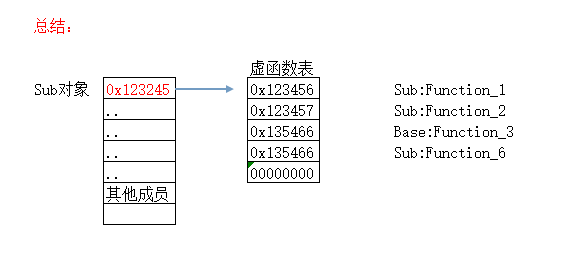 总结：
虚函数表
Sub对象 0x123245 0x123456 Sub:Function_1
.. 0x123457 Sub:Function_2
.. 0x135466 Base:Function_3
.. 0x135466 Sub:Function_6
.. 00000000
其他成员